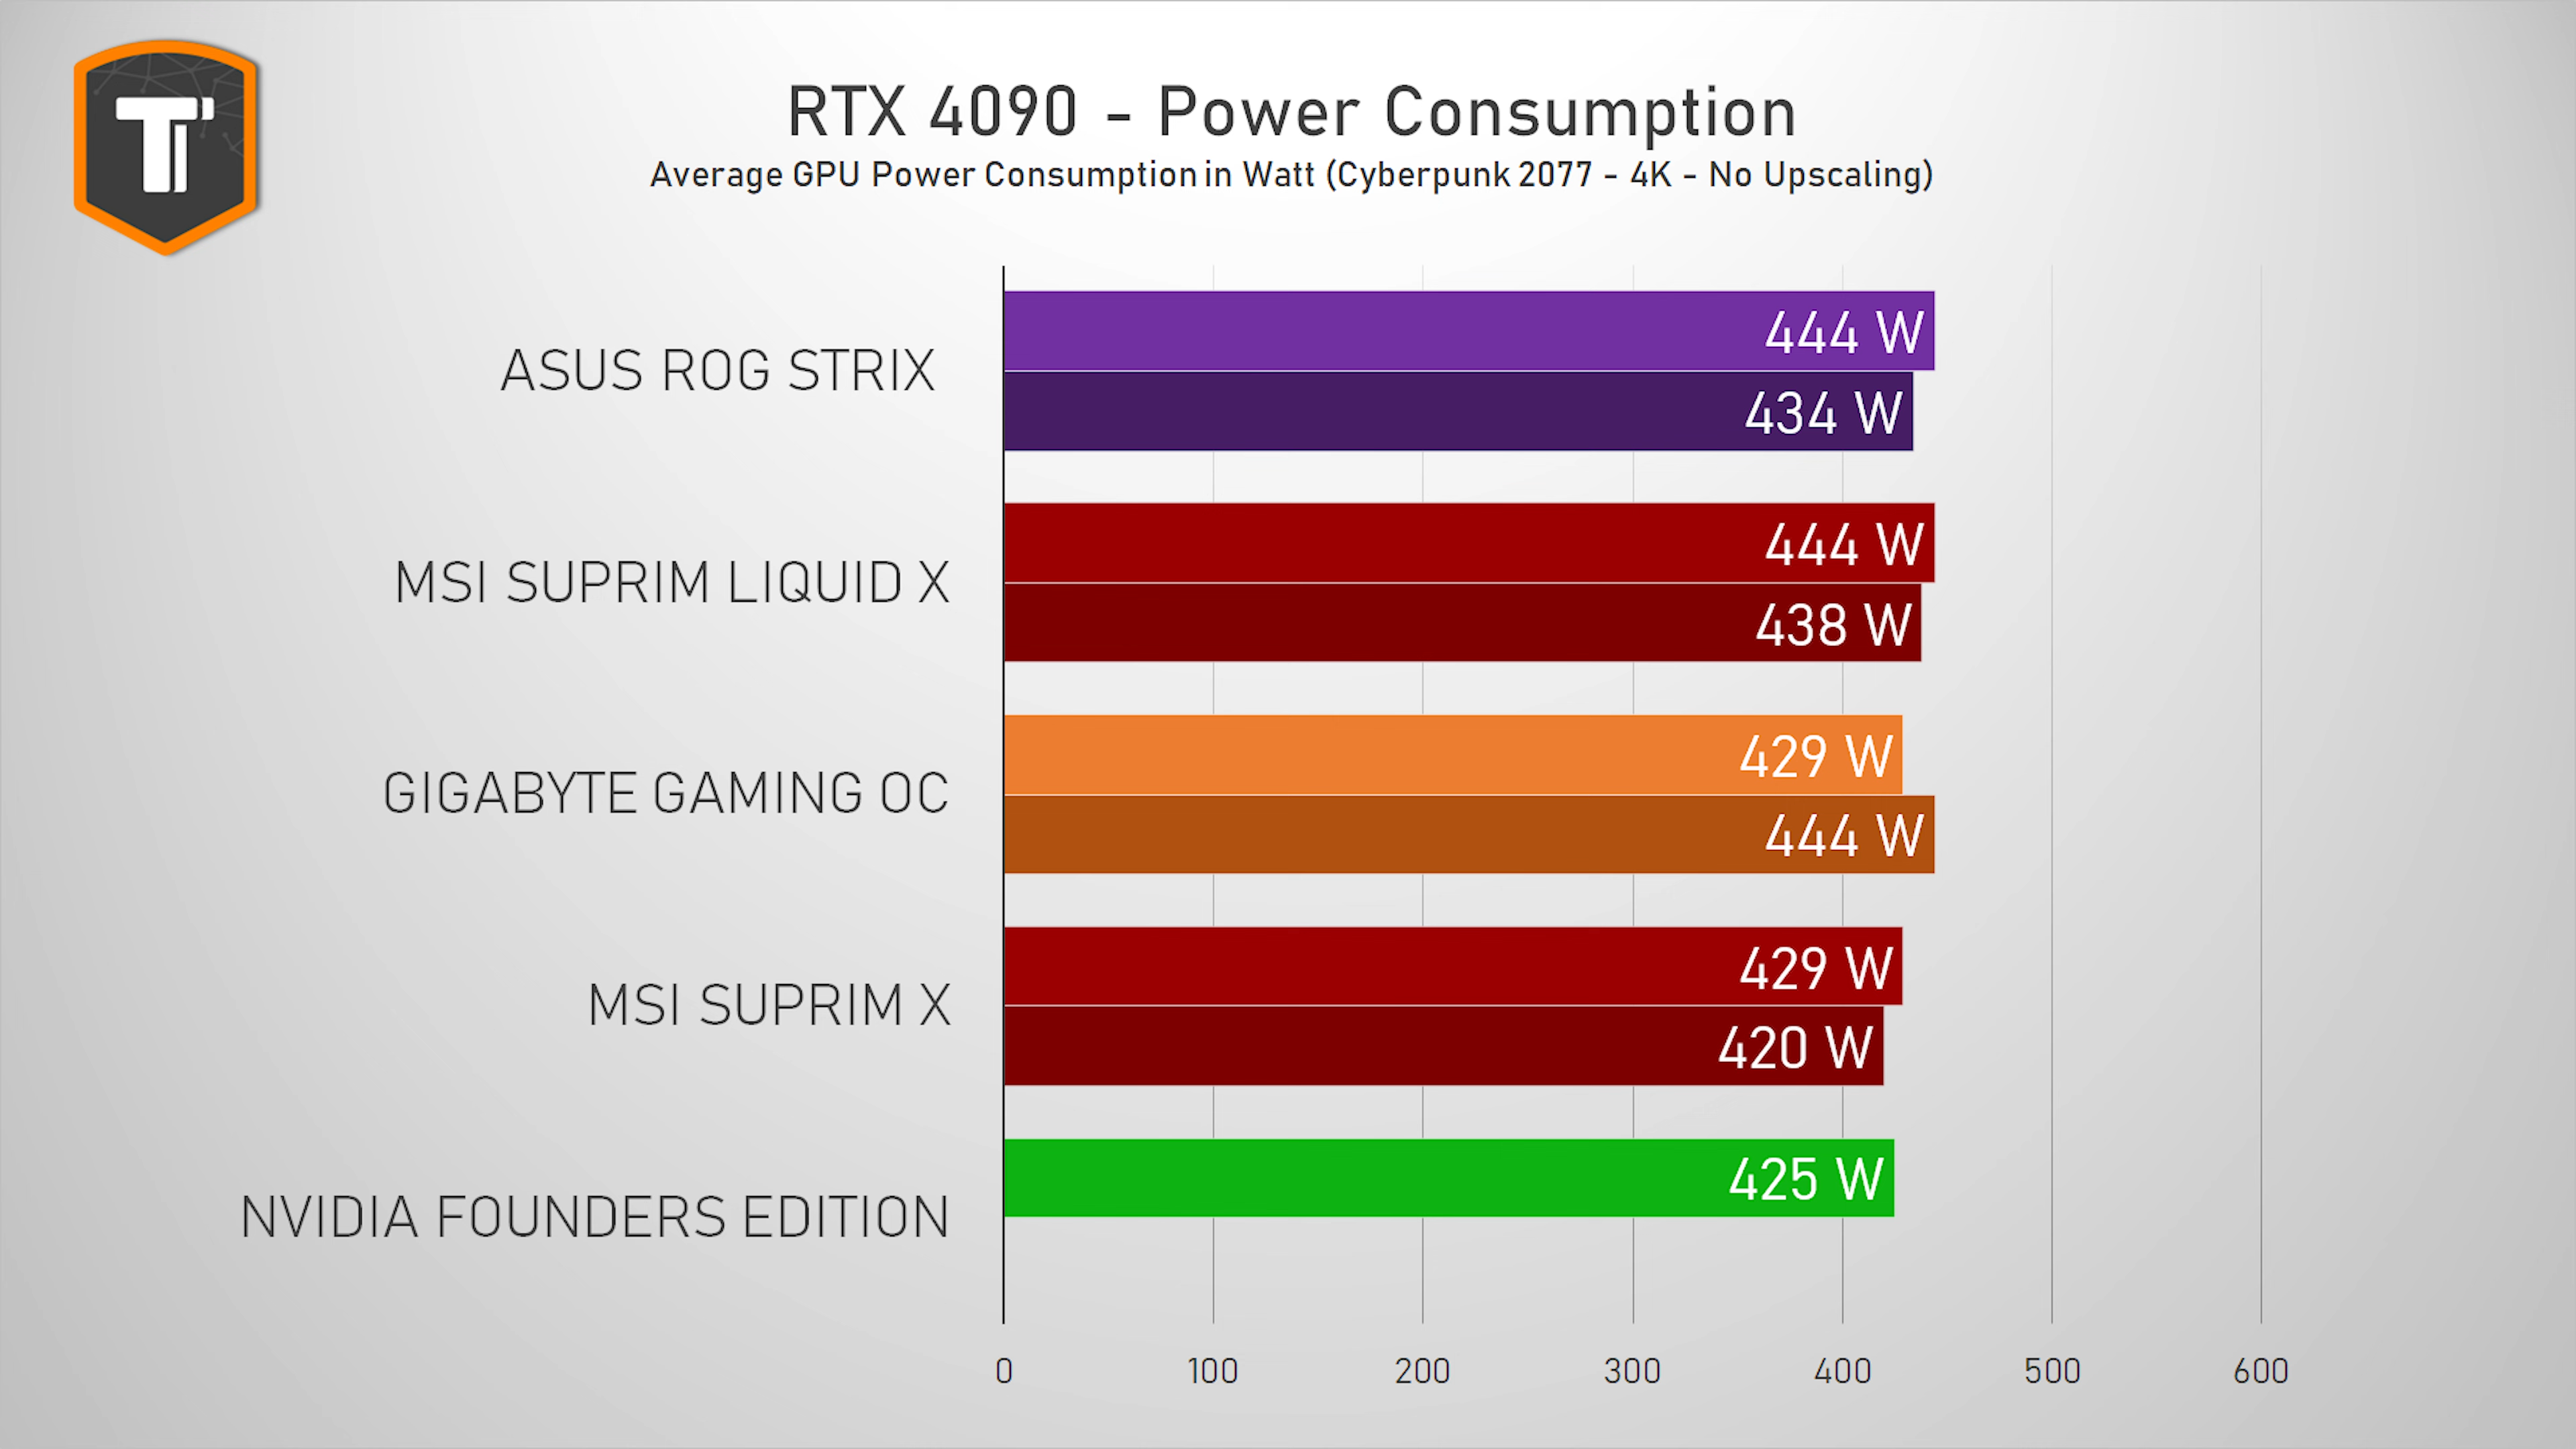 RTX 4090 - Power Consumption
Average GPU Power Consumption in Watt (Cyberpunk 2077 - 4K - No Upscaling)
ASUS ROG STRIX
444 W
434 W
MSI SUPRIM LIQUID X
444 W
438 W
GIGABYTE GAMING OC
429 W
444 W
MSI SUPRIM X
429 W
420 W
NVIDIA FOUNDERS EDITION
425 W
0 100 200 300 400 500 600